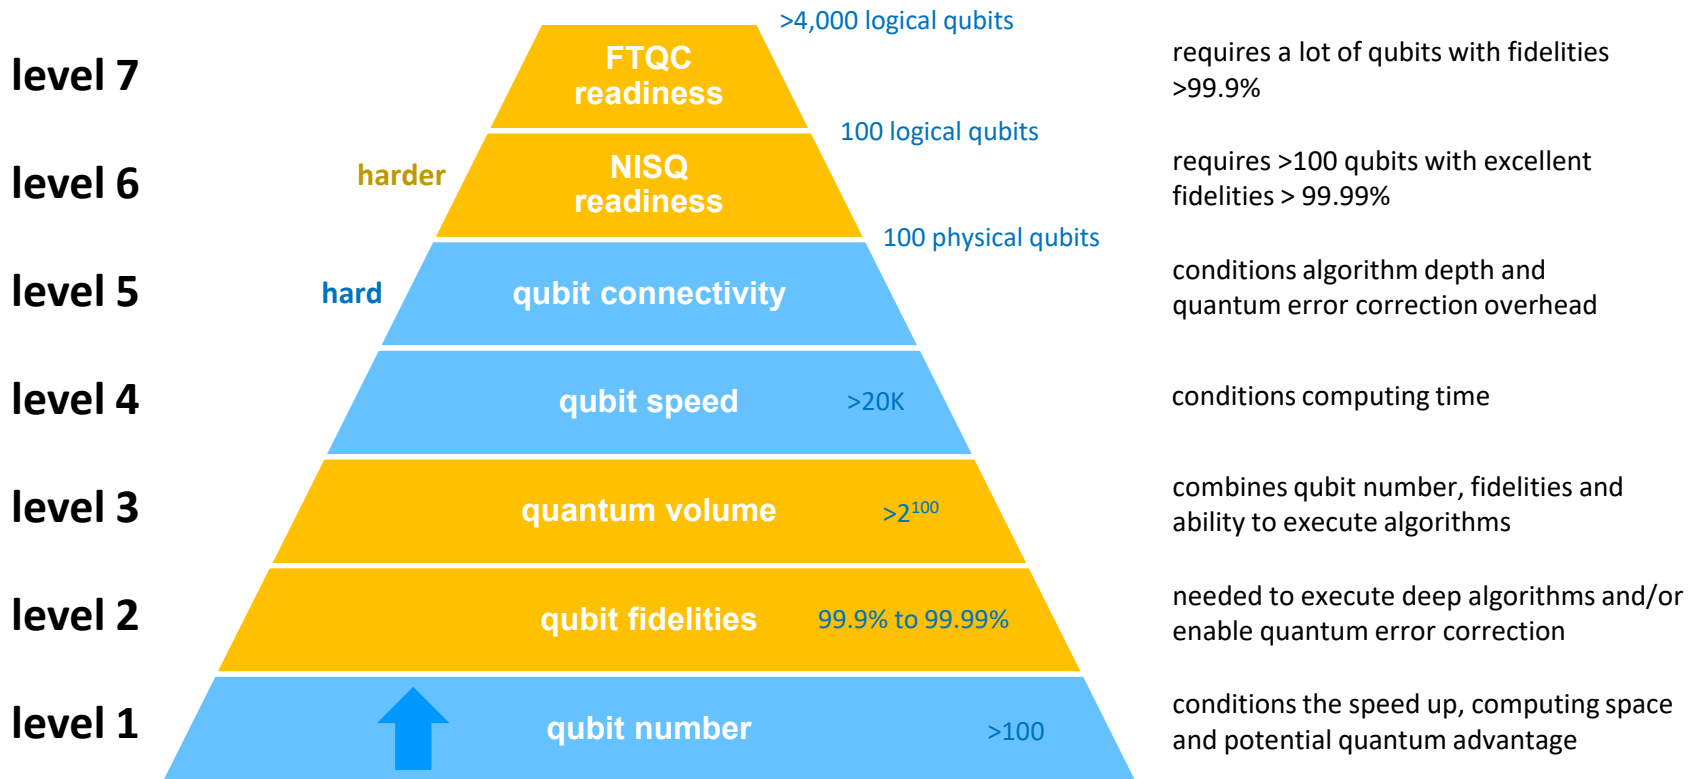 >4,000 logical qubits
level 7
FTQC
readiness
requires a lot of qubits with fidelities
>99.9%
100 logical qubits
level 6
harder
NISQ
readiness
requires >100 qubits with excellent
fidelities > 99.99%
100 physical qubits
level 5
hard
qubit connectivity
conditions algorithm depth and
quantum error correction overhead
level 4
qubit speed
>20K
conditions computing time
level 3
quantum volume
>2¹⁰⁰
combines qubit number, fidelities and
ability to execute algorithms
level 2
qubit fidelities
99.9% to 99.99%
needed to execute deep algorithms and/or
enable quantum error correction
level 1
qubit number
>100
conditions the speed up, computing space
and potential quantum advantage